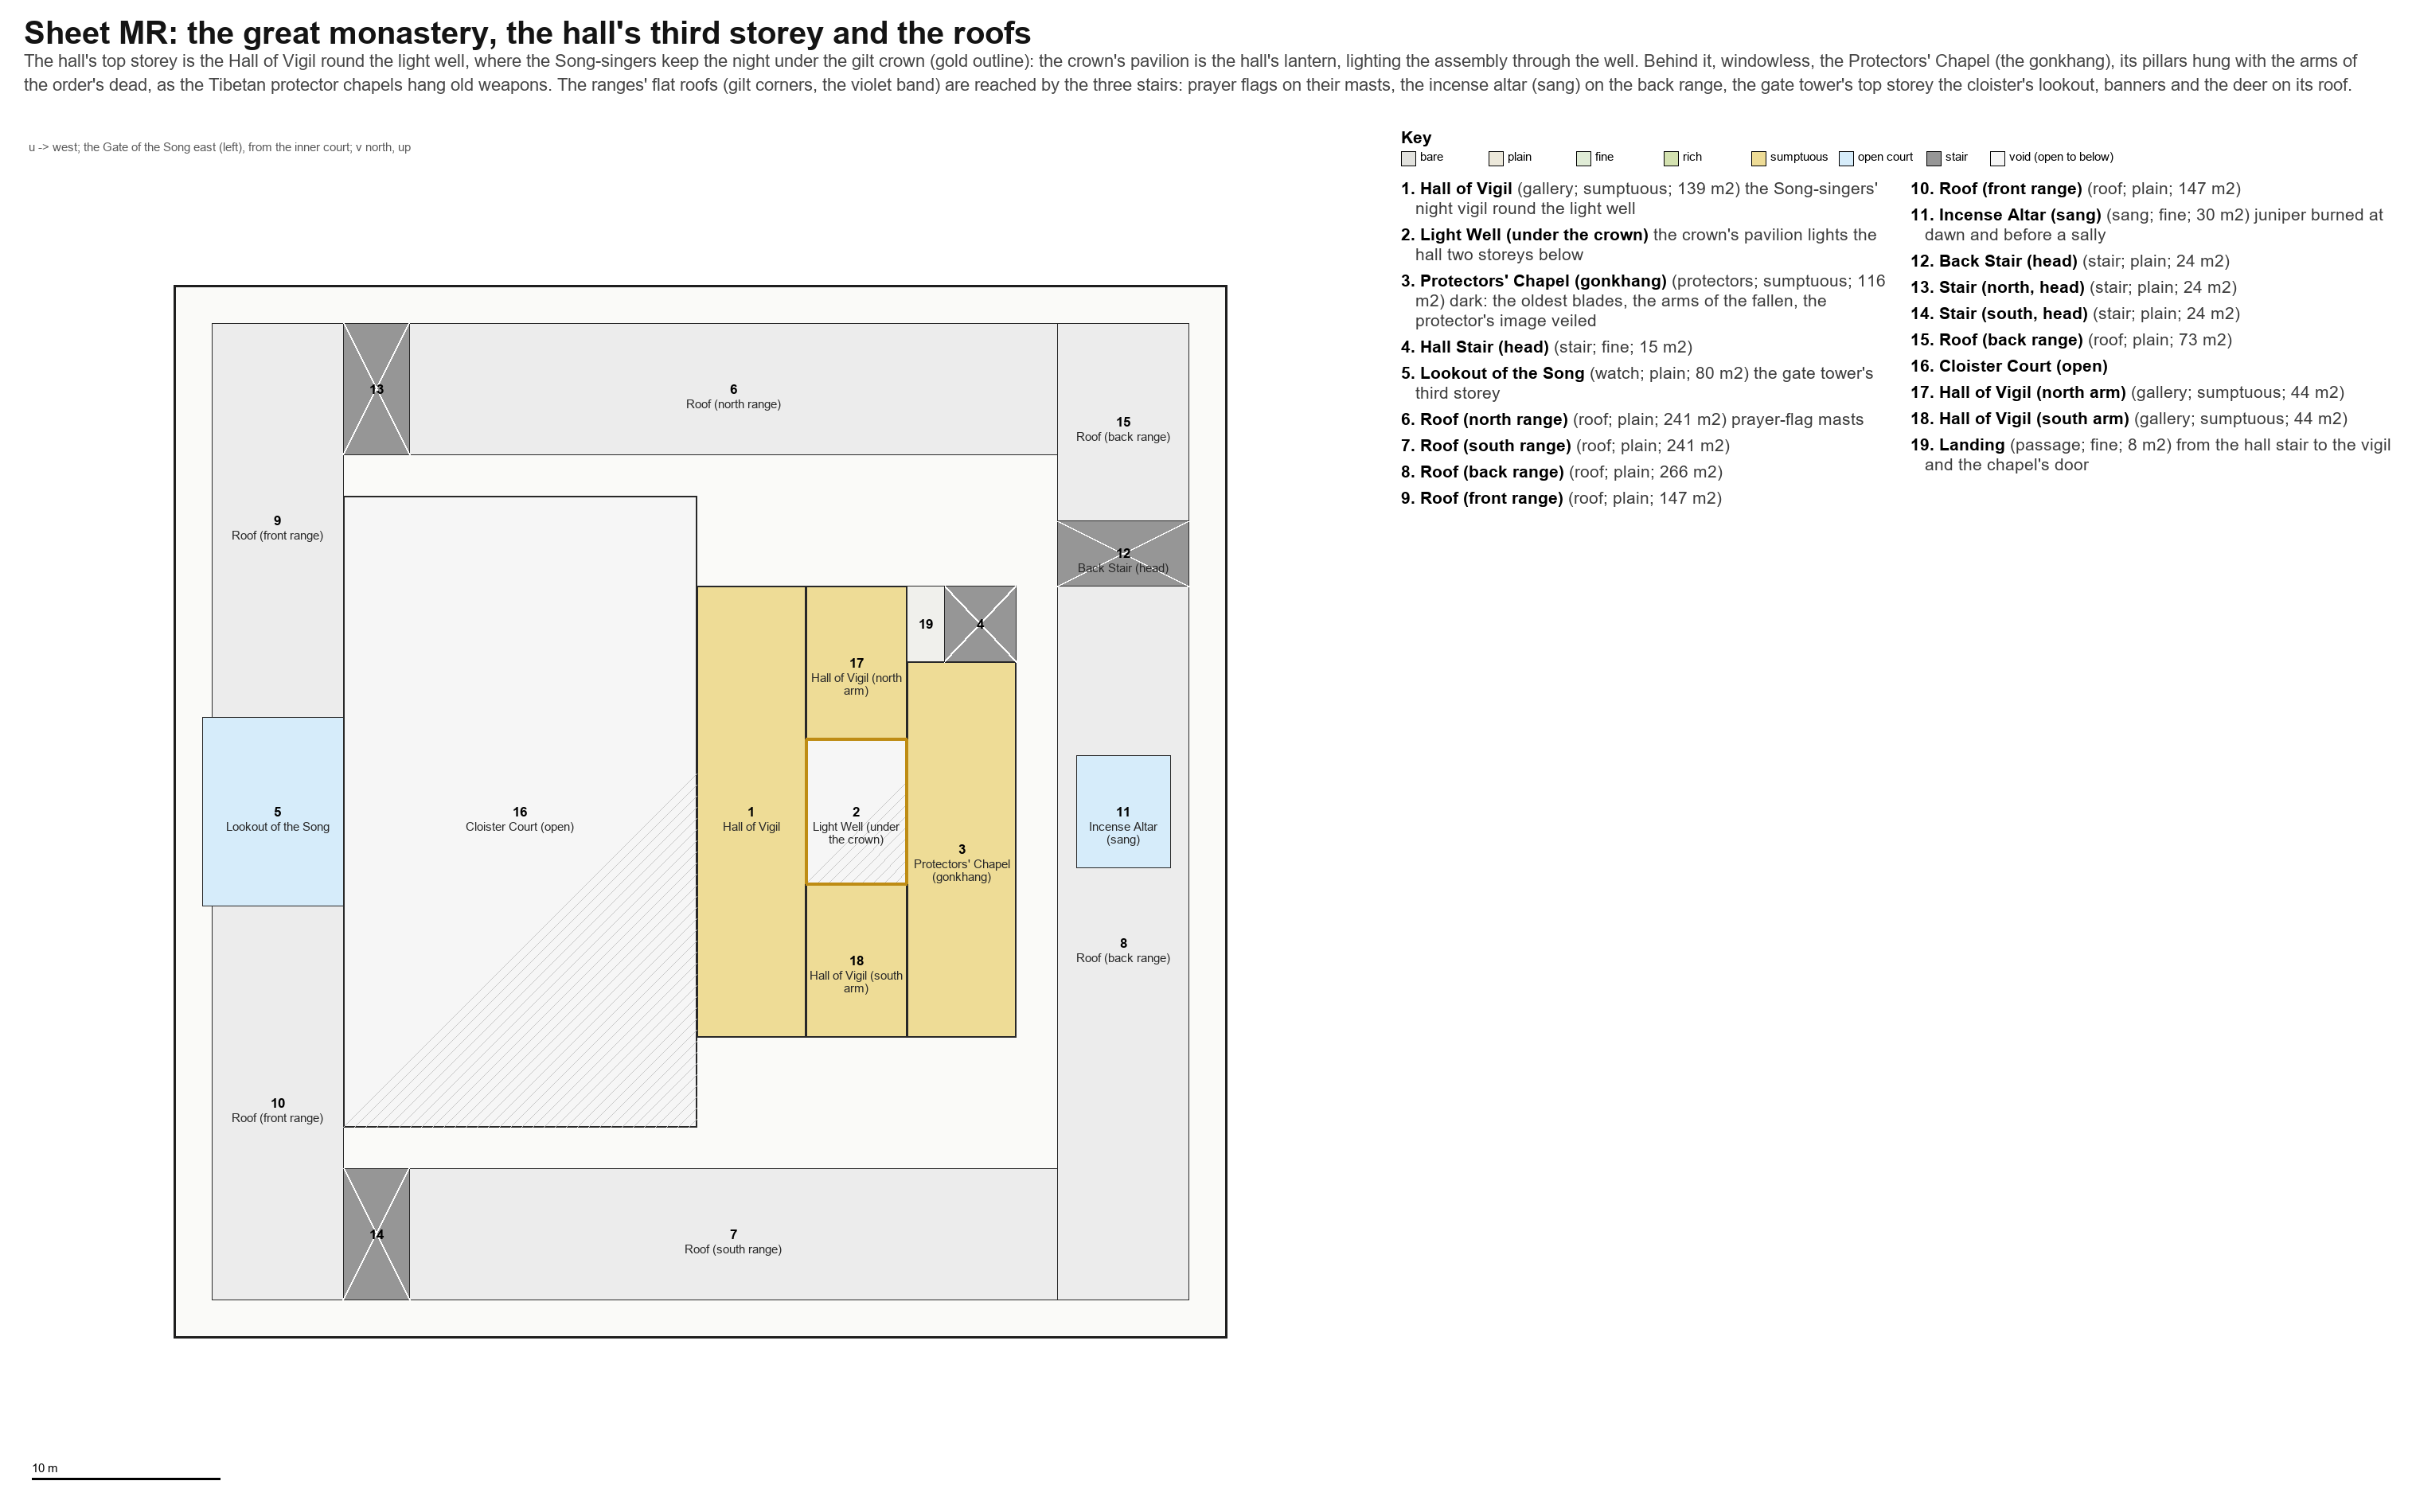 Sheet MR: the great monastery, the hall's third storey and the roofs
The hall's top storey is the Hall of Vigil round the light well, where the Song-singers keep the night under the gilt crown (gold outline): the crown's pavilion is the hall's lantern, lighting the assembly through the well. Behind it, windowless, the Protectors' Chapel (the gonkhang), its pillars hung with the arms of
the order's dead, as the Tibetan protector chapels hang old weapons. The ranges' flat roofs (gilt corners, the violet band) are reached by the three stairs: prayer flags on their masts, the incense altar (sang) on the back range, the gate tower's top storey the cloister's lookout, banners and the deer on its roof.
u -> west; the Gate of the Song east (left), from the inner court; v north, up
13
6
Roof (north range)
15
Roof (back range)
9
Roof (front range)
12
Back Stair (head)
19
4
17
Hall of Vigil (north
arm)
5
Lookout of the Song
16
Cloister Court (open)
1
Hall of Vigil
2
Light Well (under
the crown)
3
Protectors' Chapel
(gonkhang)
11
Incense Altar
(sang)
8
Roof (back range)
18
Hall of Vigil (south
arm)
10
Roof (front range)
14
7
Roof (south range)
10 m
Key
bare
plain
fine
rich
sumptuous
open court
stair
void (open to below)
1. Hall of Vigil (gallery; sumptuous; 139 m2) the Song-singers'
night vigil round the light well
2. Light Well (under the crown) the crown's pavilion lights the
hall two storeys below
3. Protectors' Chapel (gonkhang) (protectors; sumptuous; 116
m2) dark: the oldest blades, the arms of the fallen, the
protector's image veiled
4. Hall Stair (head) (stair; fine; 15 m2)
5. Lookout of the Song (watch; plain; 80 m2) the gate tower's
third storey
6. Roof (north range) (roof; plain; 241 m2) prayer-flag masts
7. Roof (south range) (roof; plain; 241 m2)
8. Roof (back range) (roof; plain; 266 m2)
9. Roof (front range) (roof; plain; 147 m2)
10. Roof (front range) (roof; plain; 147 m2)
11. Incense Altar (sang) (sang; fine; 30 m2) juniper burned at
dawn and before a sally
12. Back Stair (head) (stair; plain; 24 m2)
13. Stair (north, head) (stair; plain; 24 m2)
14. Stair (south, head) (stair; plain; 24 m2)
15. Roof (back range) (roof; plain; 73 m2)
16. Cloister Court (open)
17. Hall of Vigil (north arm) (gallery; sumptuous; 44 m2)
18. Hall of Vigil (south arm) (gallery; sumptuous; 44 m2)
19. Landing (passage; fine; 8 m2) from the hall stair to the vigil
and the chapel's door